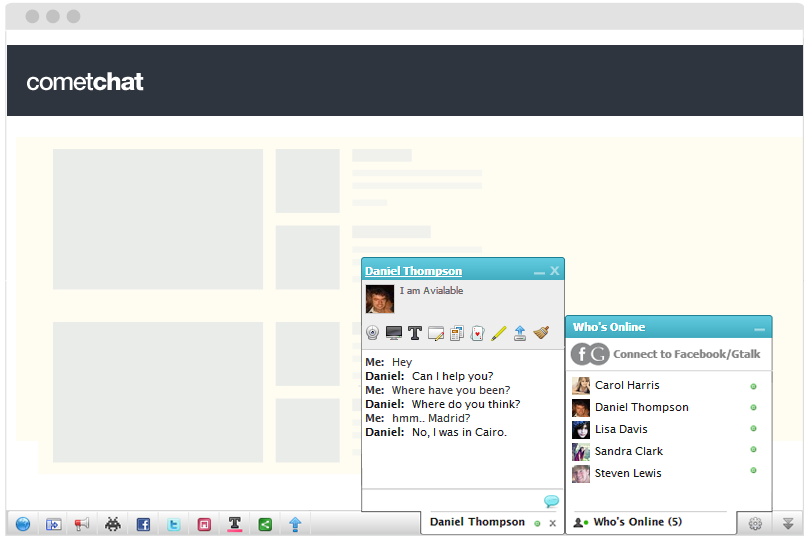 cometchat
Daniel Thompson
I am Avialable
Me: Hey
Daniel: Can I help you?
Me: Where have you been?
Daniel: Where do you think?
Me: hmm.. Madrid?
Daniel: No, I was in Cairo.
Daniel Thompson
Who's Online
Connect to Facebook/Gtalk
Carol Harris
Daniel Thompson
Lisa Davis
Sandra Clark
Steven Lewis
Who's Online (5)